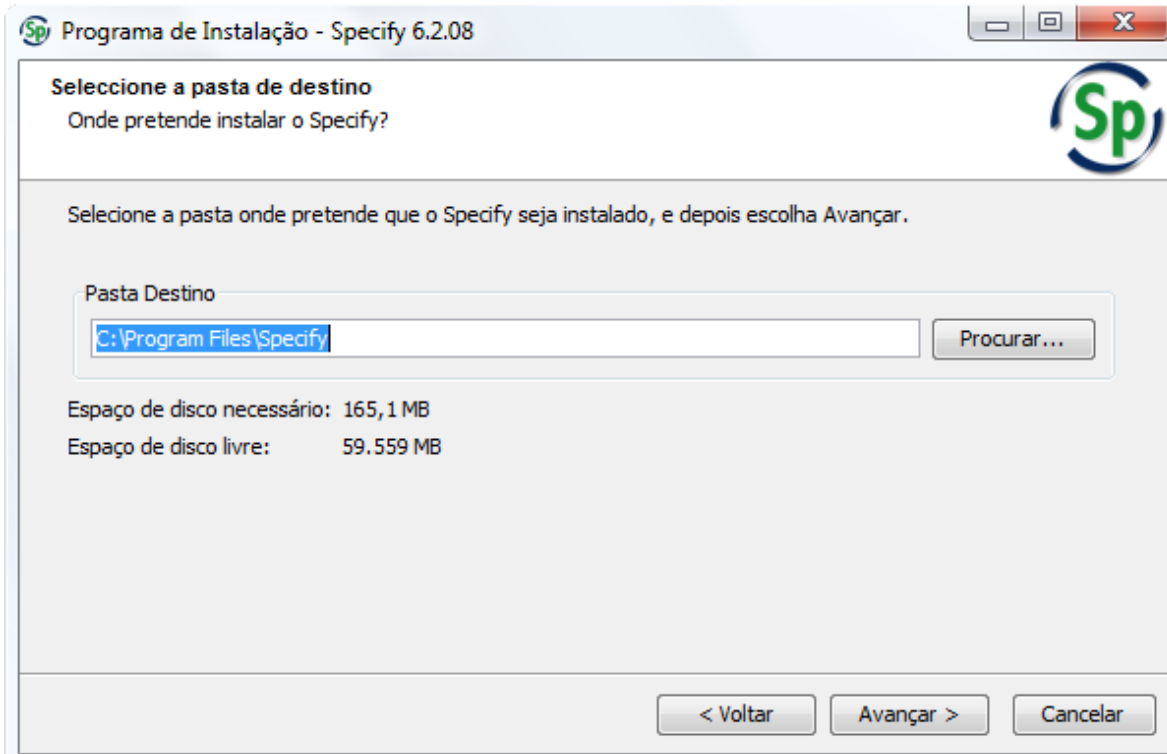 Sp Programa de Instalação - Specify 6.2.08
Seleccione a pasta de destino
Onde pretende instalar o Specify?
Sp
Selecione a pasta onde pretende que o Specify seja instalado, e depois escolha Avançar.
Pasta Destino
C:\Program Files\Specify
Procurar...
Espaço de disco necessário: 165,1 MB
Espaço de disco livre: 59.559 MB
< Voltar Avançar > Cancelar